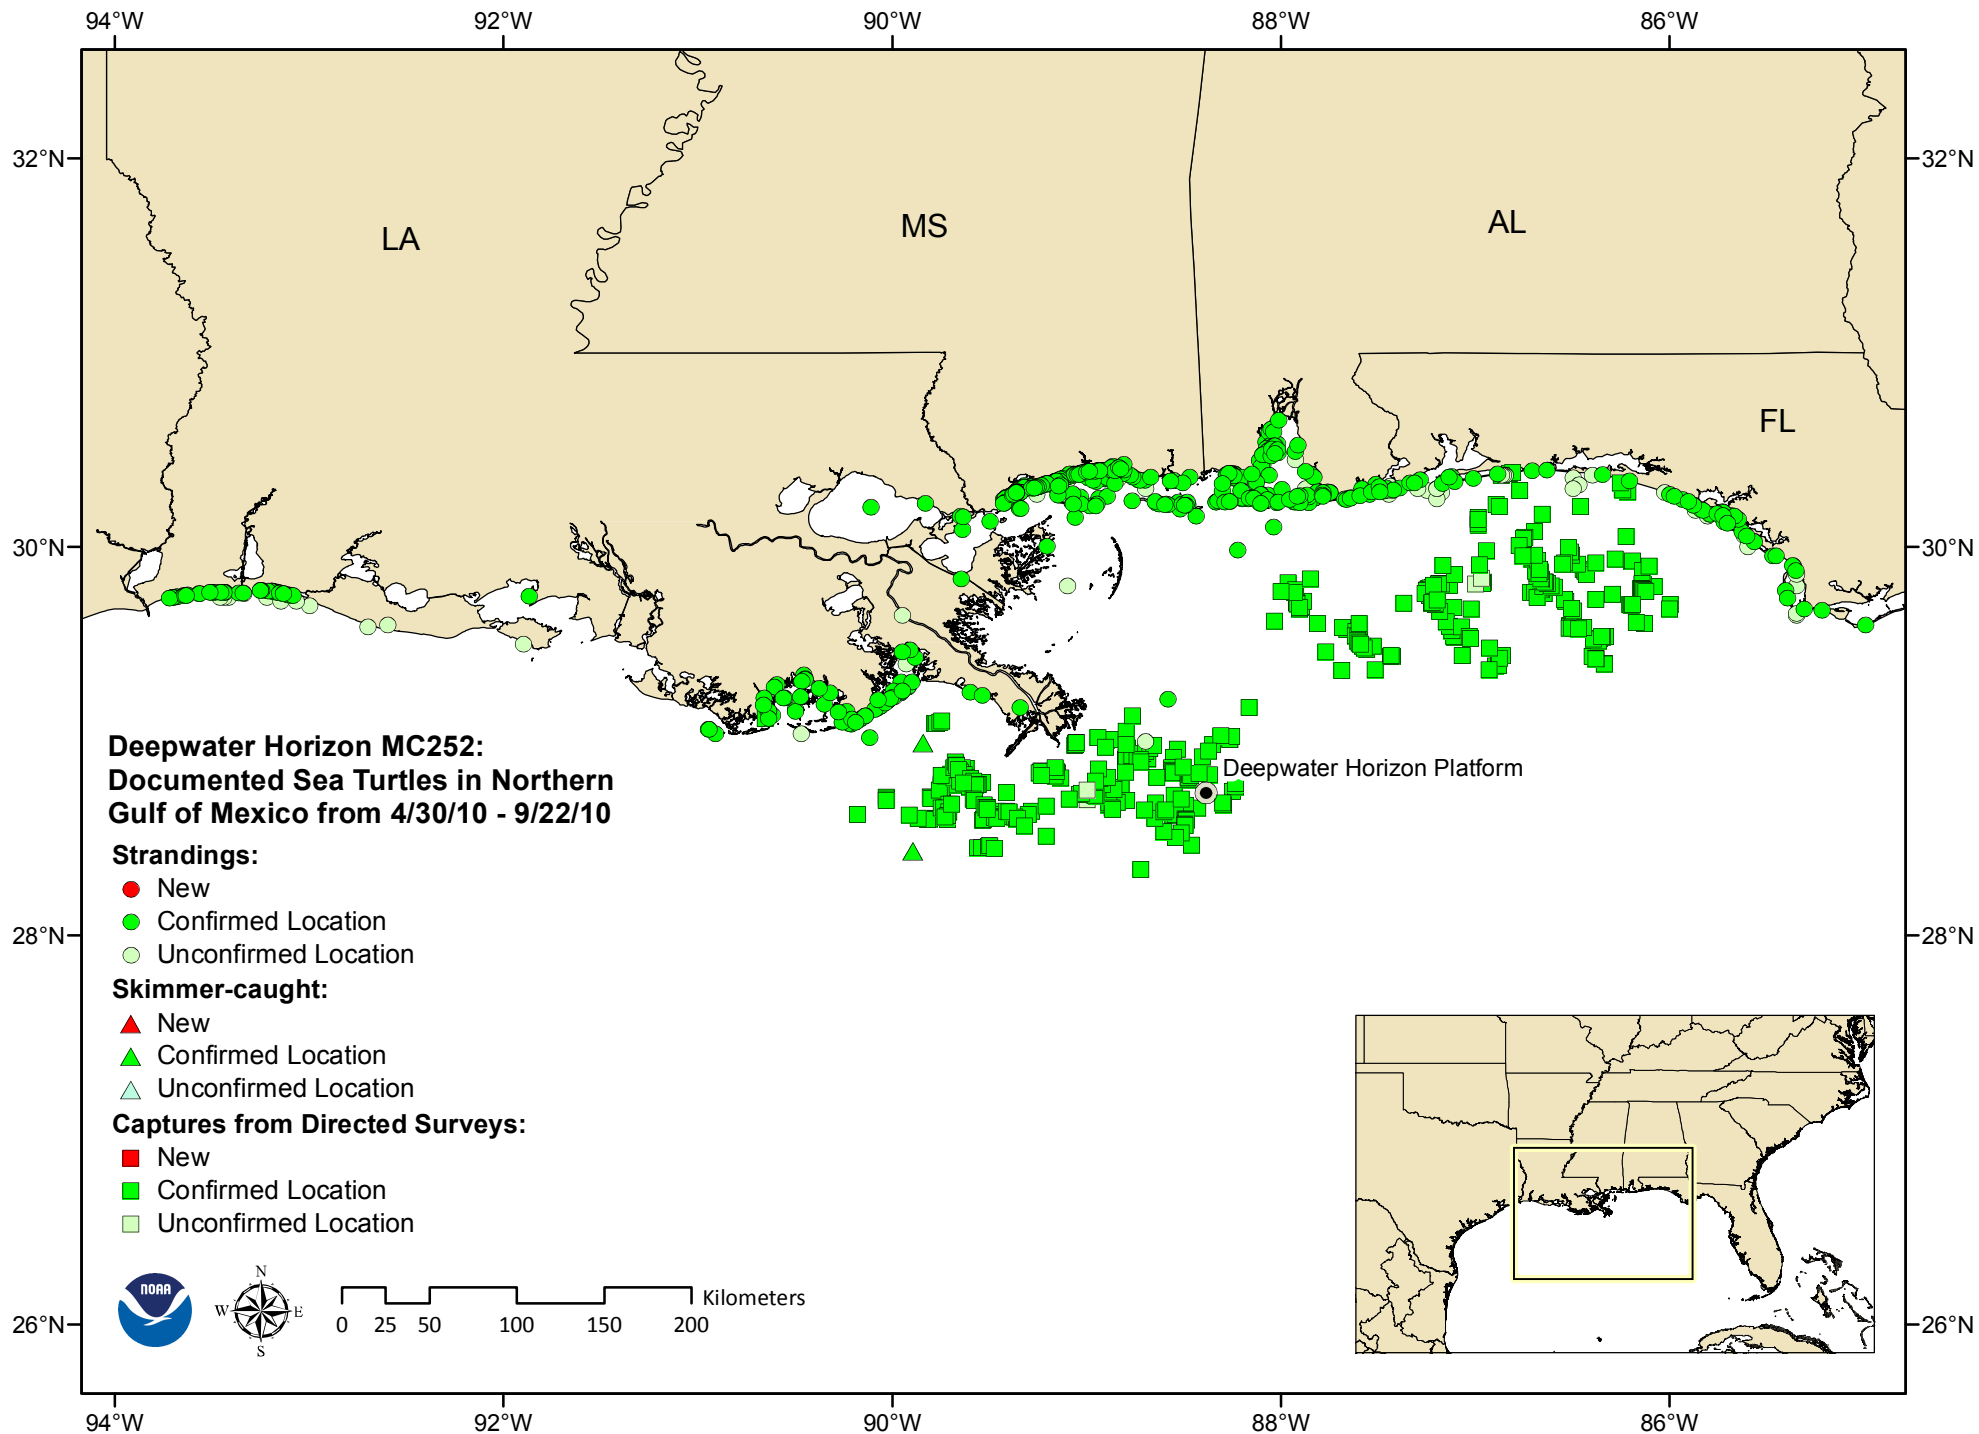 94°W 92°W 90°W 88°W 86°W
32°N 32°N
LA
MS
AL
FL
30°N 30°N
Deepwater Horizon Platform
Deepwater Horizon MC252:
Documented Sea Turtles in Northern
Gulf of Mexico from 4/30/10 - 9/22/10
Strandings:
New
Confirmed Location
Unconfirmed Location
28°N 28°N
Skimmer-caught:
New
Confirmed Location
Unconfirmed Location
Captures from Directed Surveys:
New
Confirmed Location
Unconfirmed Location
NOAA
N
W E
S
Kilometers
0 25 50 100 150 200
26°N 26°N
94°W 92°W 90°W 88°W 86°W